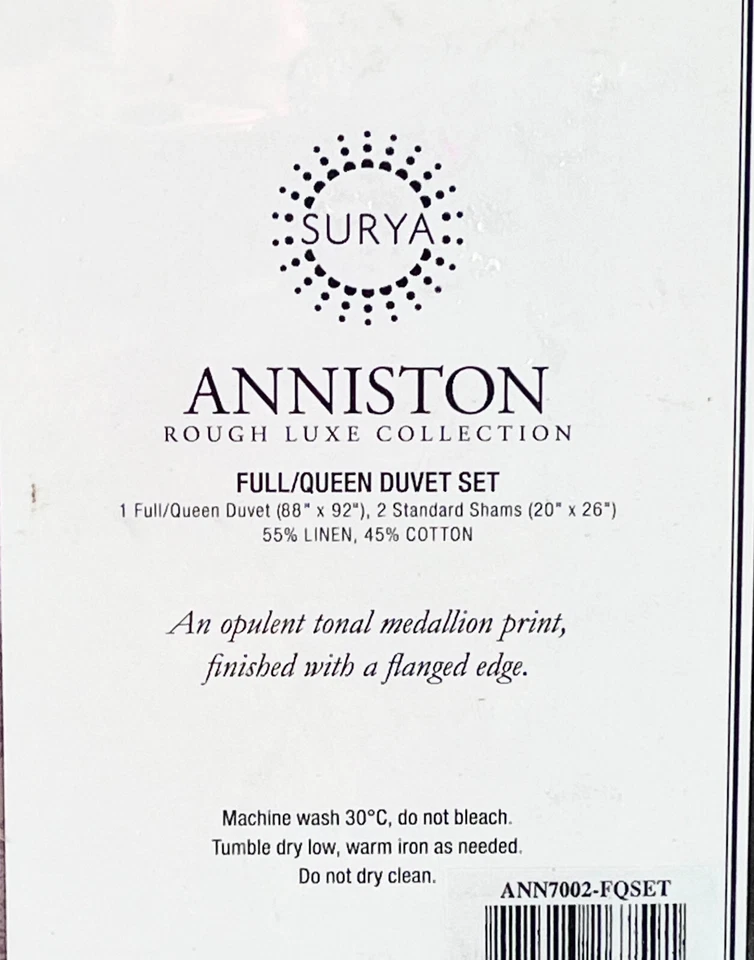 SURYA
ANNISTON
ROUGH LUXE COLLECTION
FULL/QUEEN DUVET SET
1 Full/Queen Duvet (88" x 92"), 2 Standard Shams (20" x 26")
55% LINEN, 45% COTTON
An opulent tonal medallion print,
finished with a flanged edge.
Machine wash 30°C, do not bleach.
Tumble dry low, warm iron as needed.
Do not dry clean.
ANN7002-FQSET